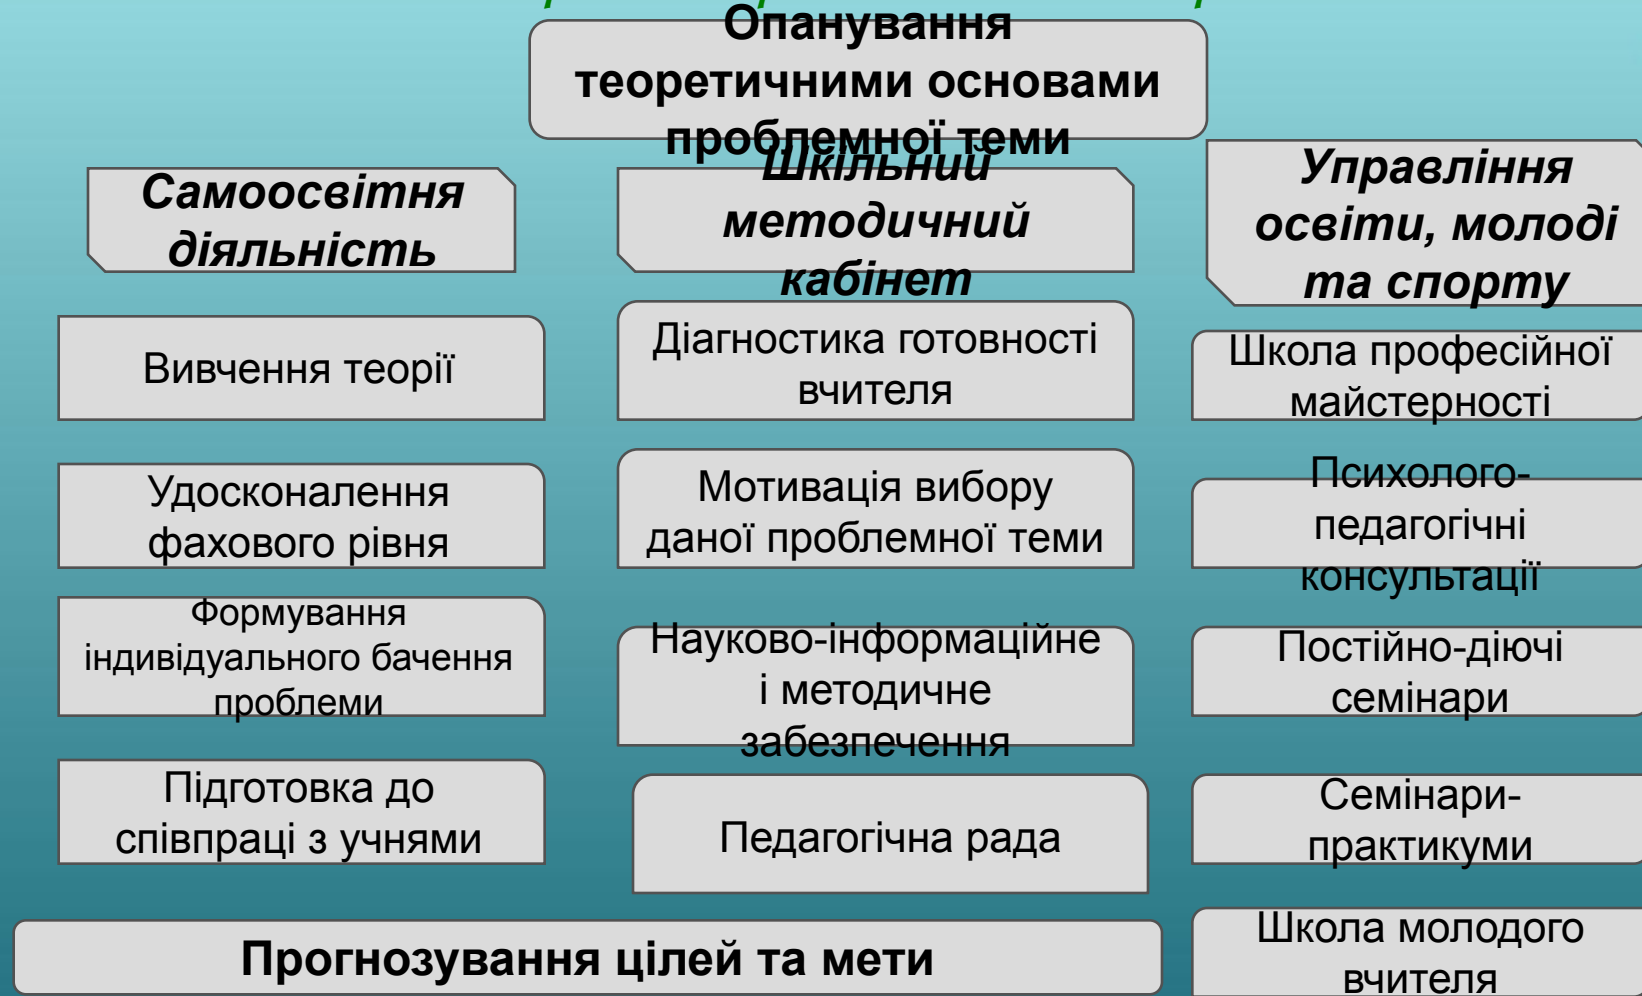 Опанування
теоретичними основами
проблемної теми
Самоосвітня
діяльність
Вивчення теорії
Удосконалення
фахового рівня
Формування
індивідуального бачення
проблеми
Підготовка до
співпраці з учнями
Шкільний
методичний
кабінет
Діагностика готовності
вчителя
Мотивація вибору
даної проблемної теми
Науково-інформаційне
і методичне
забезпечення
Педагогічна рада
Управління
освіти, молоді
та спорту
Школа професійної
майстерності
Психолого-
педагогічні
консультації
Постійно-діючі
семінари
Семінари-
практикуми
Школа молодого
вчителя
Прогнозування цілей та мети